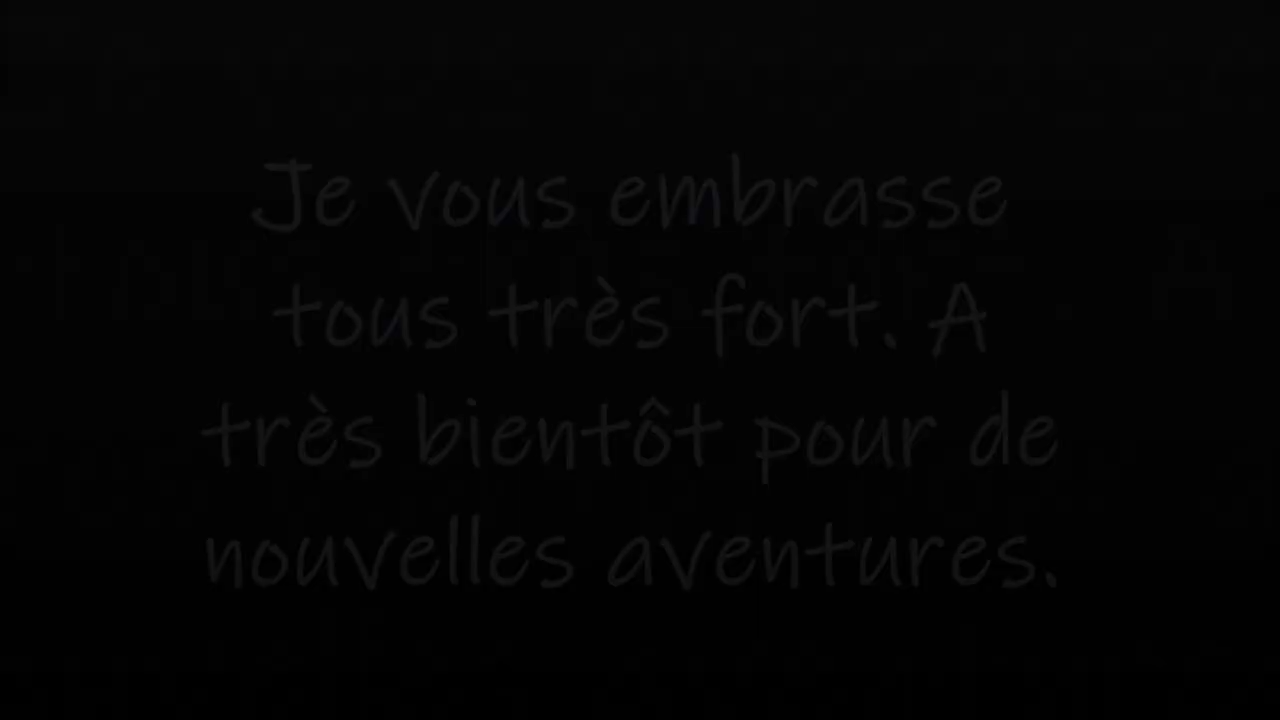 Je vous embrasse
tous très fort. A
très bientôt pour de
nouvelles aventures.